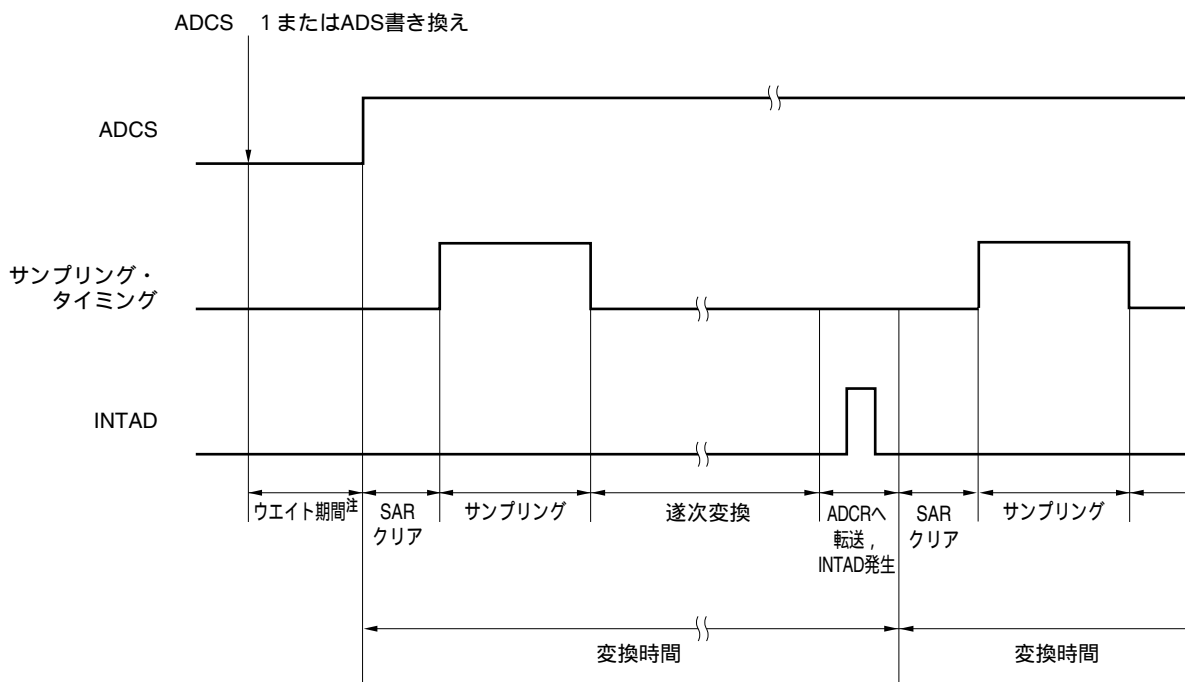 ADCS　1またはADS書き換え
ADCS
サンプリング・
タイミング
INTAD
ウエイト期間注
SAR
クリア
サンプリング
逐次変換
ADCRへ
転送，
INTAD発生
SAR
クリア
サンプリング
変換時間
変換時間